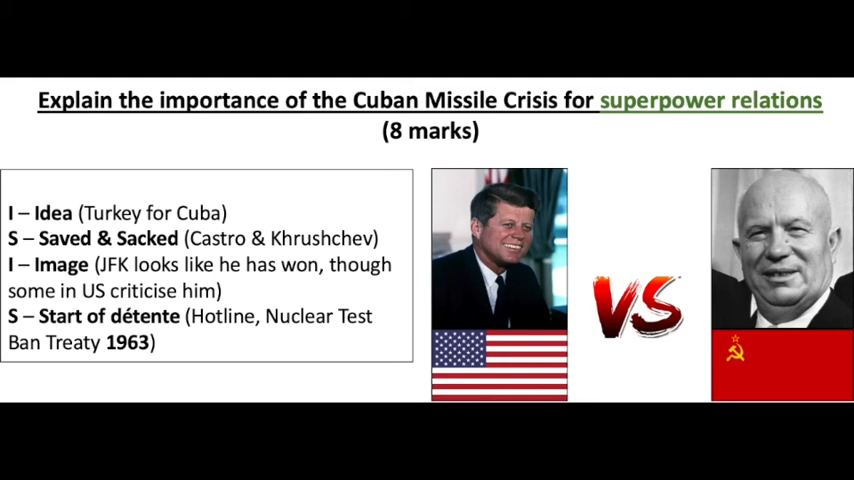 Explain the importance of the Cuban Missile Crisis for superpower relations
(8 marks)
I – Idea (Turkey for Cuba)
S – Saved & Sacked (Castro & Khrushchev)
I – Image (JFK looks like he has won, though
some in US criticise him)
S – Start of détente (Hotline, Nuclear Test
Ban Treaty 1963)
VS